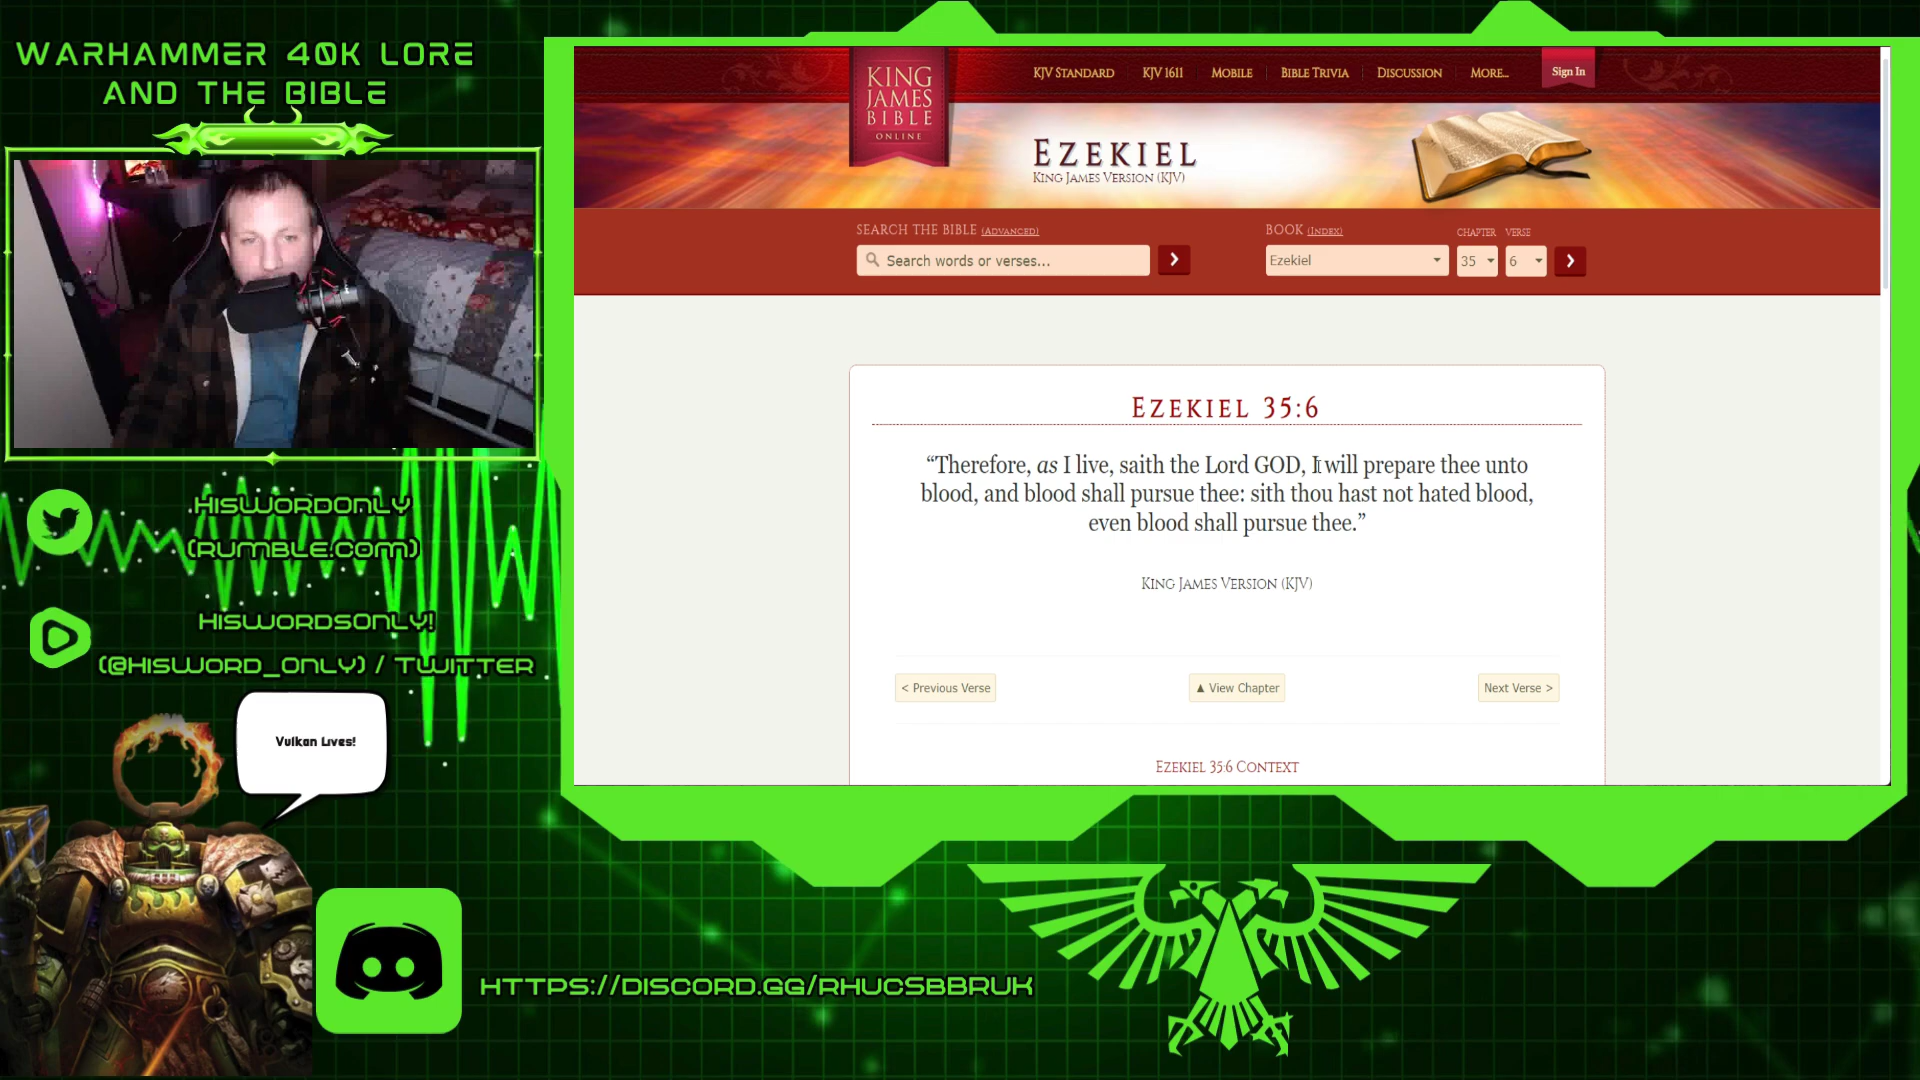 WARHAMMER 40K LORE
AND THE BIBLE
HISWORDONLY
(RUMBLE.COM)
HISWORDSONLY!
(@HISWORD_ONLY) / TWITTER
Vulkan Lives!
HTTPS://DISCORD.GG/RHUCSBBRUK
KING
JAMES
BIBLE
ONLINE
KJV STANDARD
KJV 1611
MOBILE
BIBLE TRIVIA
DISCUSSION
MORE...
Sign In
EZEKIEL
KING JAMES VERSION (KJV)
SEARCH THE BIBLE (ADVANCED)
Search words or verses...
BOOK (INDEX)
CHAPTER
VERSE
Ezekiel
35
6
EZEKIEL 35:6
“Therefore, as I live, saith the Lord GOD, I will prepare thee unto
blood, and blood shall pursue thee: sith thou hast not hated blood,
even blood shall pursue thee.”
KING JAMES VERSION (KJV)
< Previous Verse
▲ View Chapter
Next Verse >
EZEKIEL 35:6 CONTEXT